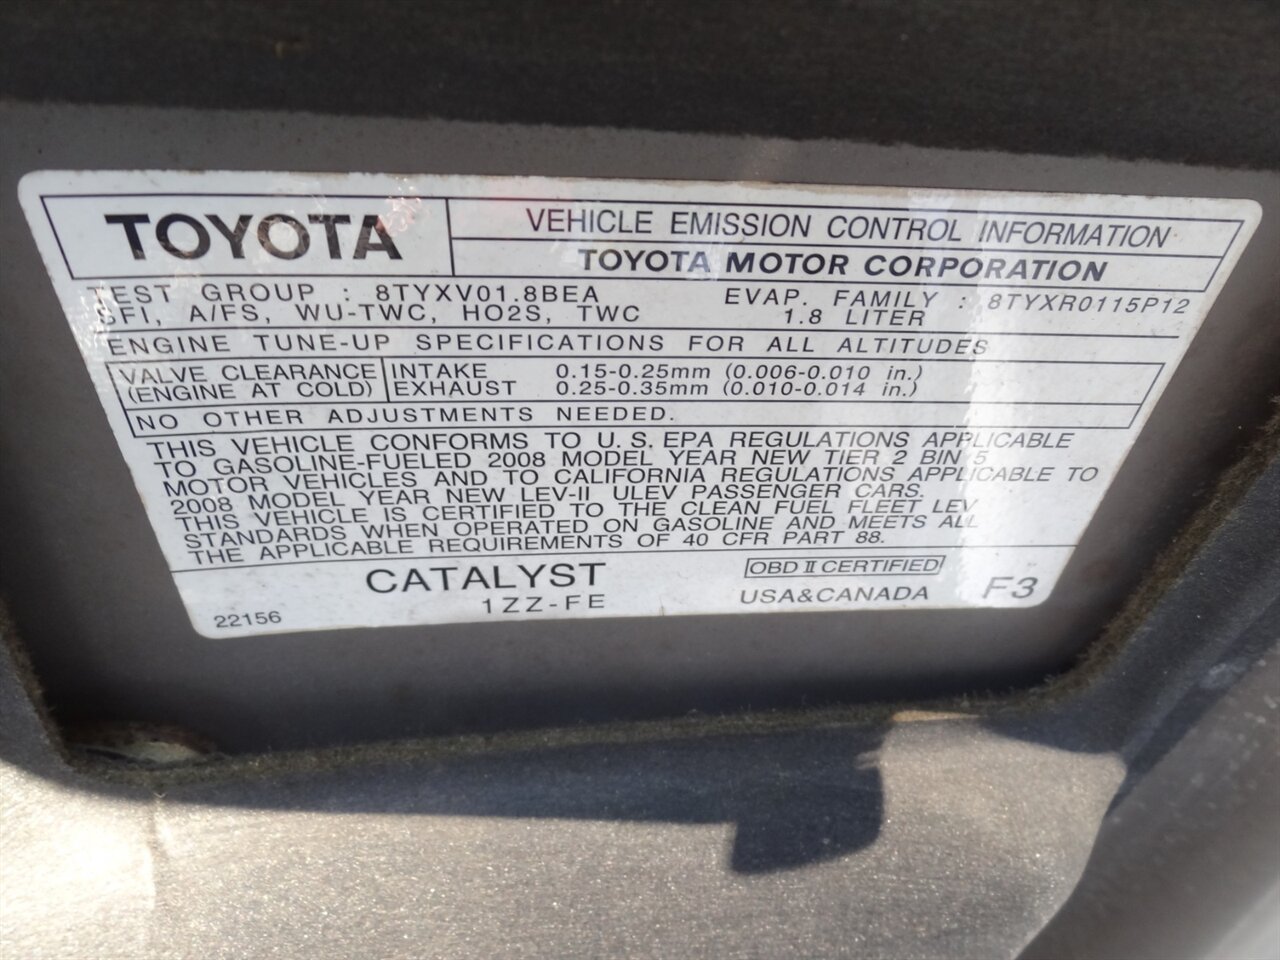 TOYOTA
VEHICLE EMISSION CONTROL INFORMATION
TOYOTA MOTOR CORPORATION
TEST GROUP : 8TYXV01.8BEA EVAP. FAMILY : 8TYXR0115P12
SFI, A/FS, WU-TWC, HO2S, TWC 1.8 LITER
ENGINE TUNE-UP SPECIFICATIONS FOR ALL ALTITUDES
VALVE CLEARANCE INTAKE 0.15-0.25mm (0.006-0.010 in.)
(ENGINE AT COLD) EXHAUST 0.25-0.35mm (0.010-0.014 in.)
NO OTHER ADJUSTMENTS NEEDED.
THIS VEHICLE CONFORMS TO U.S. EPA REGULATIONS APPLICABLE
TO GASOLINE-FUELED 2008 MODEL YEAR NEW TIER 2 BIN 5
MOTOR VEHICLES AND TO CALIFORNIA REGULATIONS APPLICABLE TO
2008 MODEL YEAR NEW LEV-II ULEV PASSENGER CARS.
THIS VEHICLE IS CERTIFIED TO THE CLEAN FUEL FLEET LEV
STANDARDS WHEN OPERATED ON GASOLINE AND MEETS ALL
THE APPLICABLE REQUIREMENTS OF 40 CFR PART 88.
CATALYST OBD II CERTIFIED
22156 1ZZ-FE USA&CANADA F3